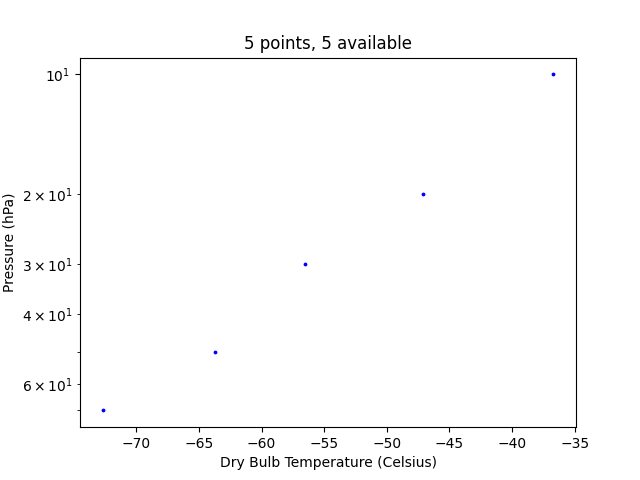 5 points, 5 available
10¹
2 × 10¹
3 × 10¹
4 × 10¹
6 × 10¹
Pressure (hPa)
−70 −65 −60 −55 −50 −45 −40 −35
Dry Bulb Temperature (Celsius)